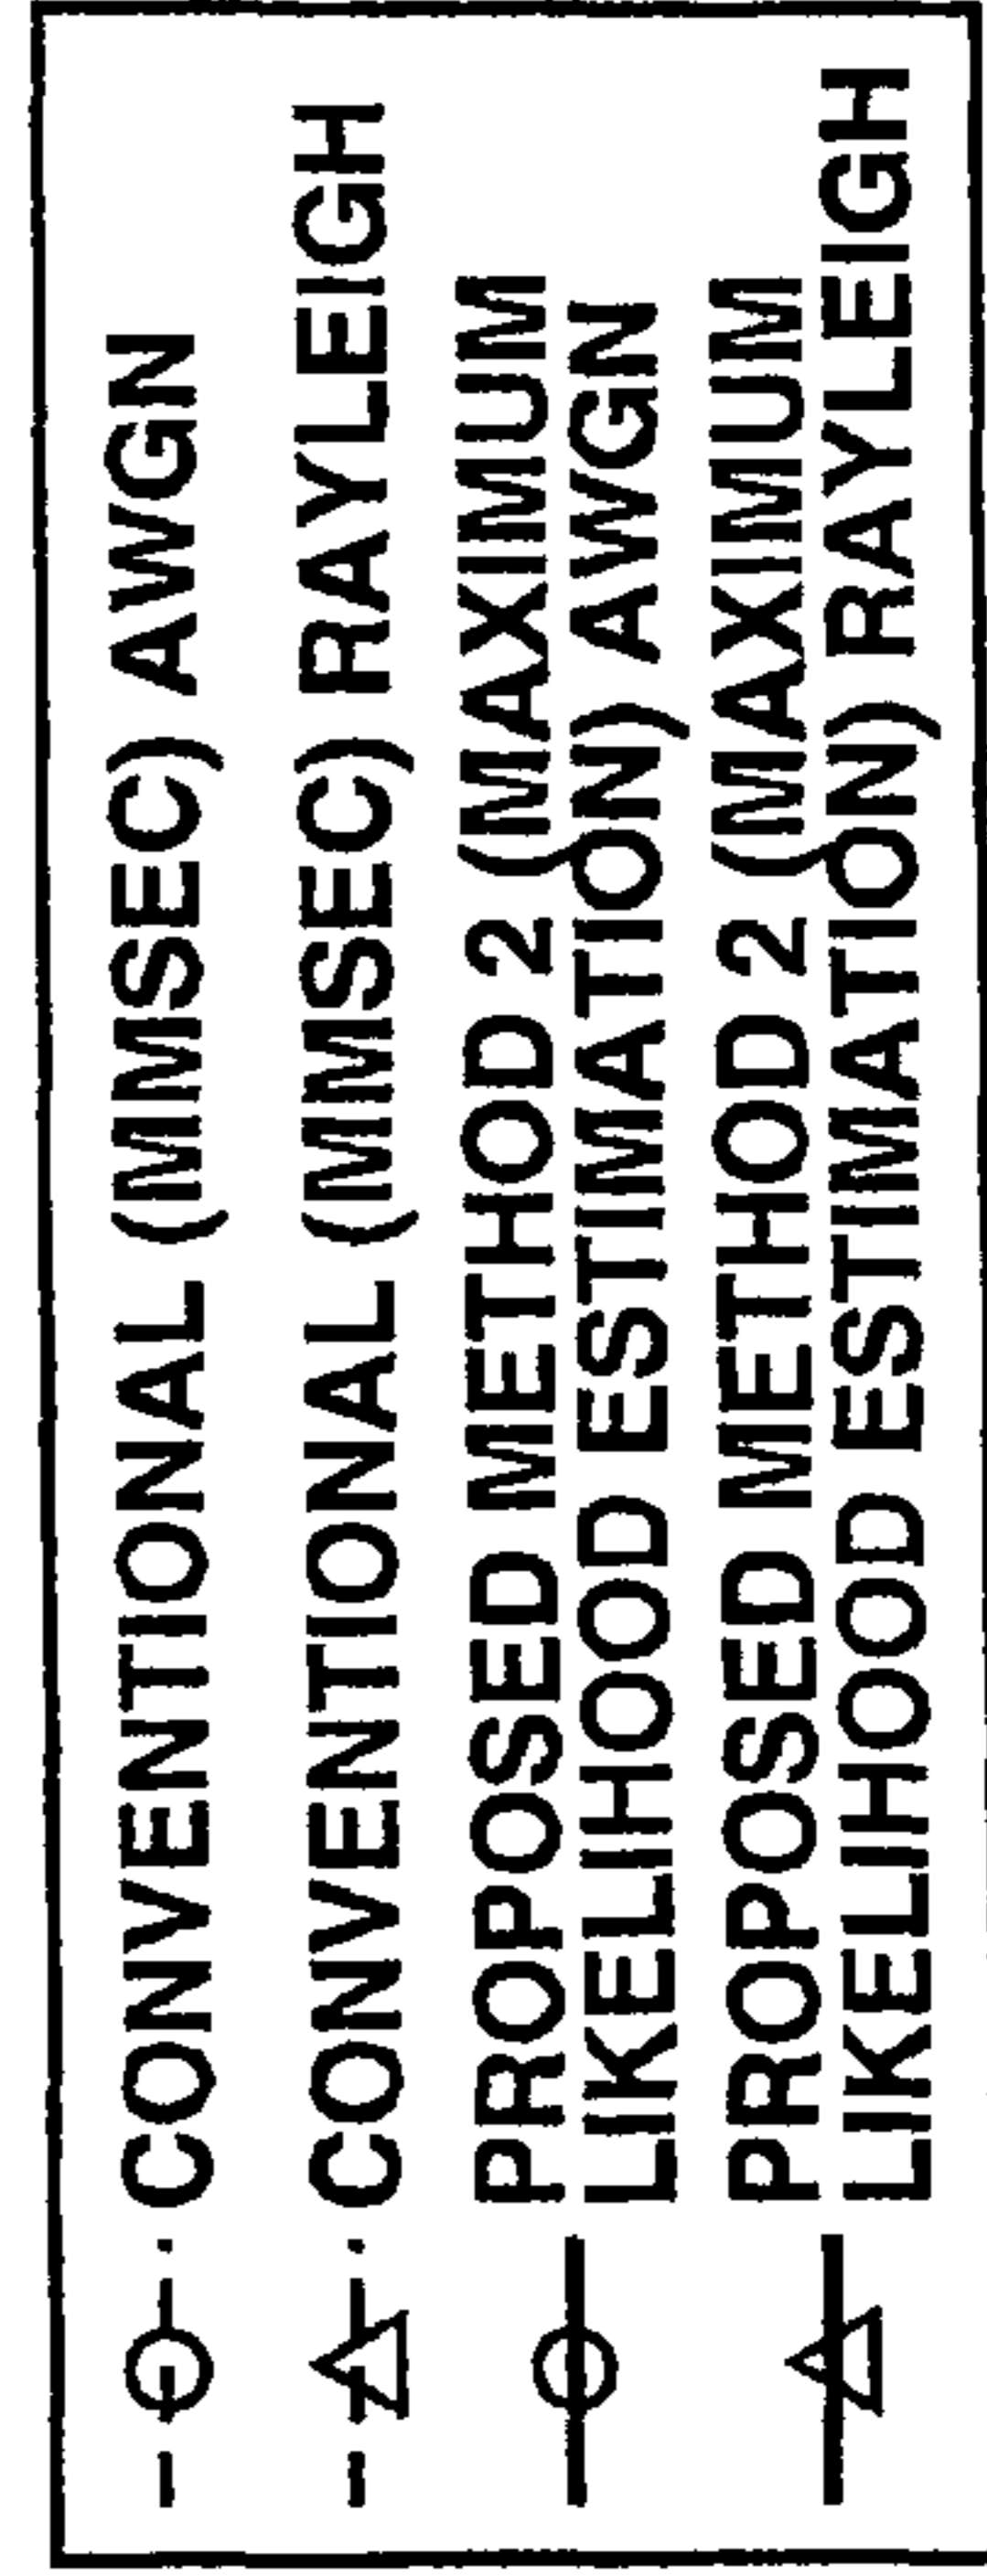 CONVENTIONAL (MMSEC) AWGN
CONVENTIONAL (MMSEC) RAYLEIGH
PROPOSED METHOD 2 (MAXIMUM
LIKELIHOOD ESTIMATION) AWGN
PROPOSED METHOD 2 (MAXIMUM
LIKELIHOOD ESTIMATION) RAYLEIGH